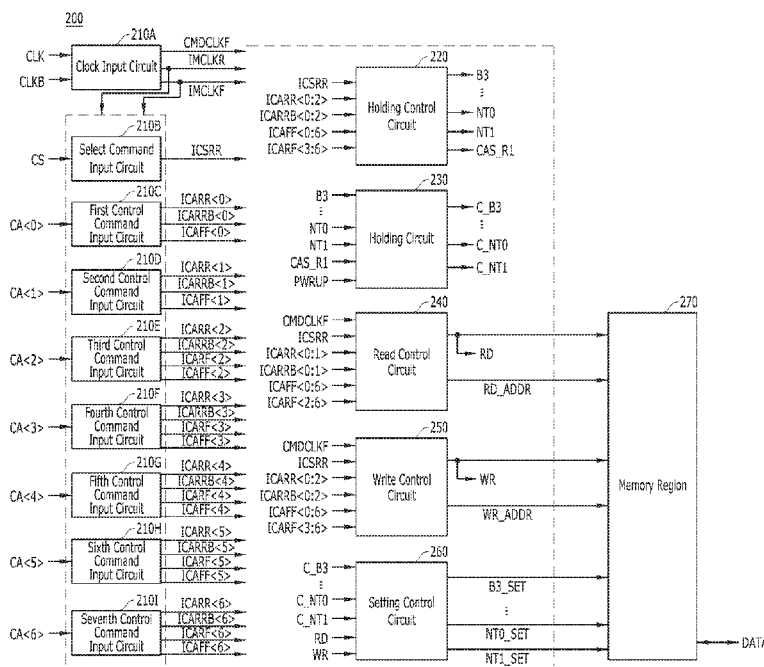 200
210A
CLK
CLKB
Clock Input Circuit
CMDCLKF
IMCLKR
IMCLKF
210B
CS
Select Command
Input Circuit
ICSRR
210C
CA<0>
First Control
Command
Input Circuit
ICARR<0>
ICARRB<0>
ICAFF<0>
210D
CA<1>
Second Control
Command
Input Circuit
ICARR<1>
ICARRB<1>
ICAFF<1>
210E
CA<2>
Third Control
Command
Input Circuit
ICARR<2>
ICARRB<2>
ICARF<2>
ICAFF<2>
210F
CA<3>
Fourth Control
Command
Input Circuit
ICARR<3>
ICARRB<3>
ICARF<3>
ICAFF<3>
210G
CA<4>
Fifth Control
Command
Input Circuit
ICARR<4>
ICARRB<4>
ICARF<4>
ICAFF<4>
210H
CA<5>
Sixth Control
Command
Input Circuit
ICARR<5>
ICARRB<5>
ICARF<5>
ICAFF<5>
210I
CA<6>
Seventh Control
Command
Input Circuit
ICARR<6>
ICARRB<6>
ICARF<6>
ICAFF<6>
220
ICSRR
ICARR<0:2>
ICARRB<0:2>
ICAFF<0:6>
ICARF<3:6>
Holding Control
Circuit
B3
⋮
NT0
NT1
CAS_R1
230
B3
⋮
NT0
NT1
CAS_R1
PWRUP
Holding Circuit
C_B3
⋮
C_NT0
C_NT1
240
CMDCLKF
ICSRR
ICARR<0:1>
ICARRB<0:1>
ICAFF<0:6>
ICARF<2:6>
Read Control
Circuit
RD
RD_ADDR
250
CMDCLKF
ICSRR
ICARR<0:2>
ICARRB<0:2>
ICAFF<0:6>
ICARF<3:6>
Write Control
Circuit
WR
WR_ADDR
260
C_B3
⋮
C_NT0
C_NT1
RD
WR
Setting Control
Circuit
B3_SET
⋮
NT0_SET
NT1_SET
270
Memory Region
DATA